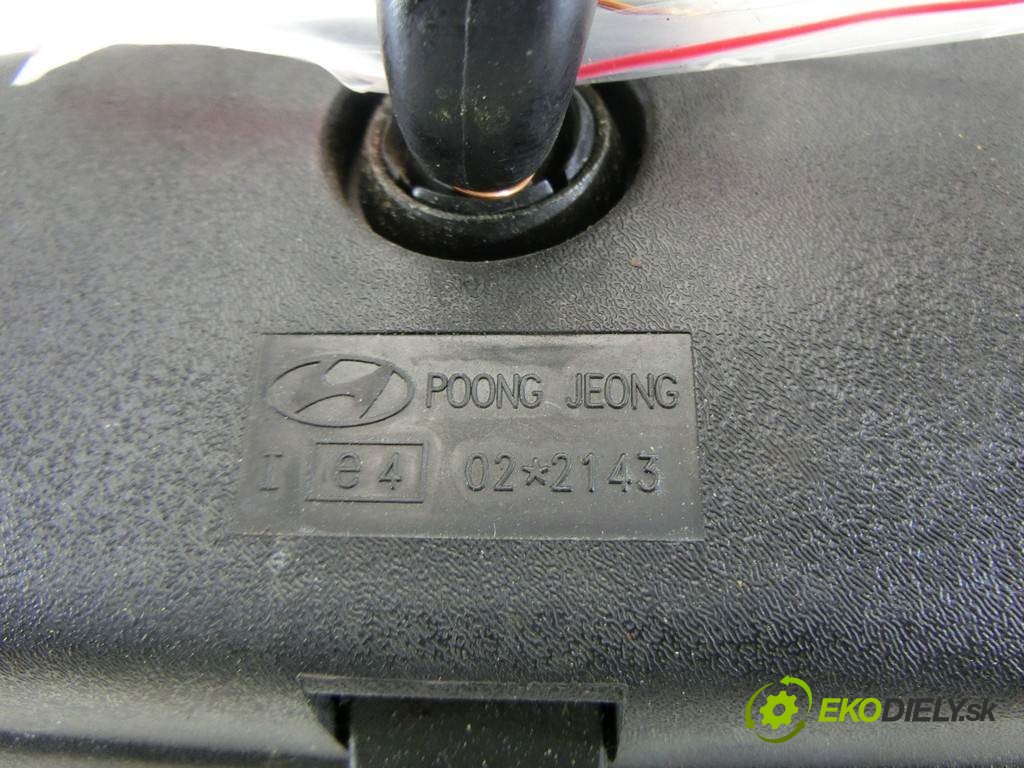 POONG JEONG
I e4 02*2143
EKODIELY.sk